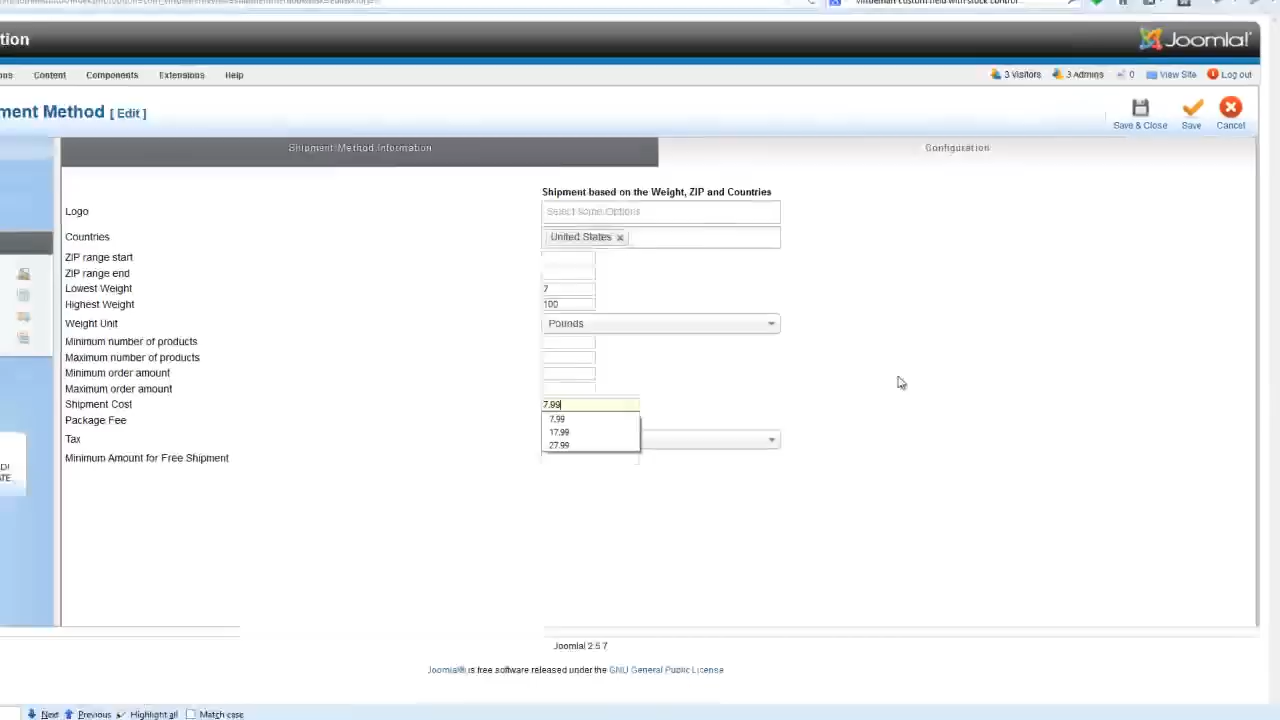 tion
Joomla!
Content Components Extensions Help
3 Visitors 3 Admins 0 View Site Log out
ment Method [ Edit ]
Save & Close Save Cancel
Shipment Method Information Configuration
Shipment based on the Weight, ZIP and Countries
Logo Select Some Options
Countries United States
ZIP range start
ZIP range end
Lowest Weight 7
Highest Weight 100
Weight Unit Pounds
Minimum number of products
Maximum number of products
Minimum order amount
Maximum order amount
Shipment Cost 7.99
Package Fee 7.99
17.99
Tax
27.99
Minimum Amount for Free Shipment
Joomla! 2.5.7
Joomla!® is free software released under the GNU General Public License
Next Previous Highlight all Match case